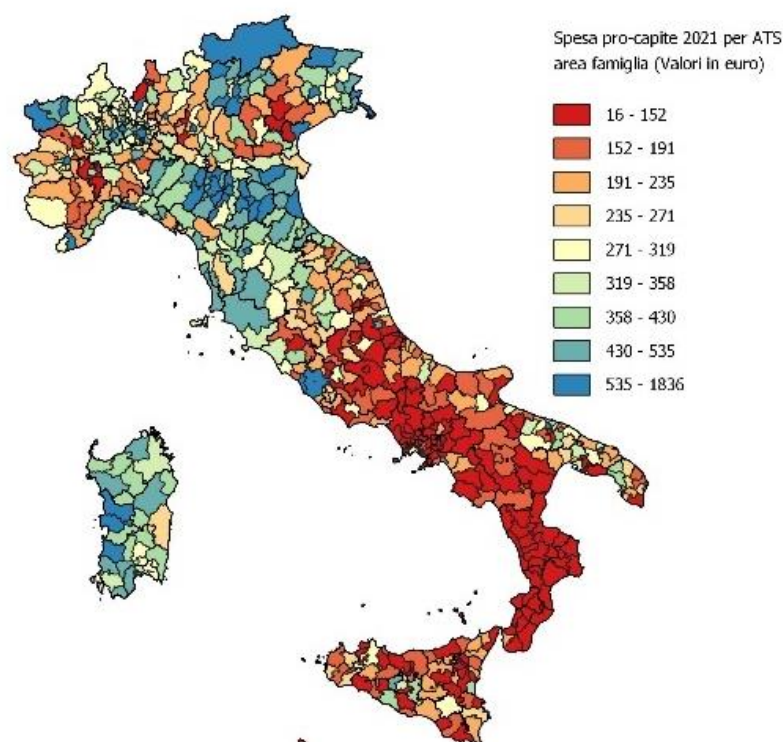 Spesa pro-capite 2021 per ATS
area famiglia (Valori in euro)
16 - 152
152 - 191
191 - 235
235 - 271
271 - 319
319 - 358
358 - 430
430 - 535
535 - 1836